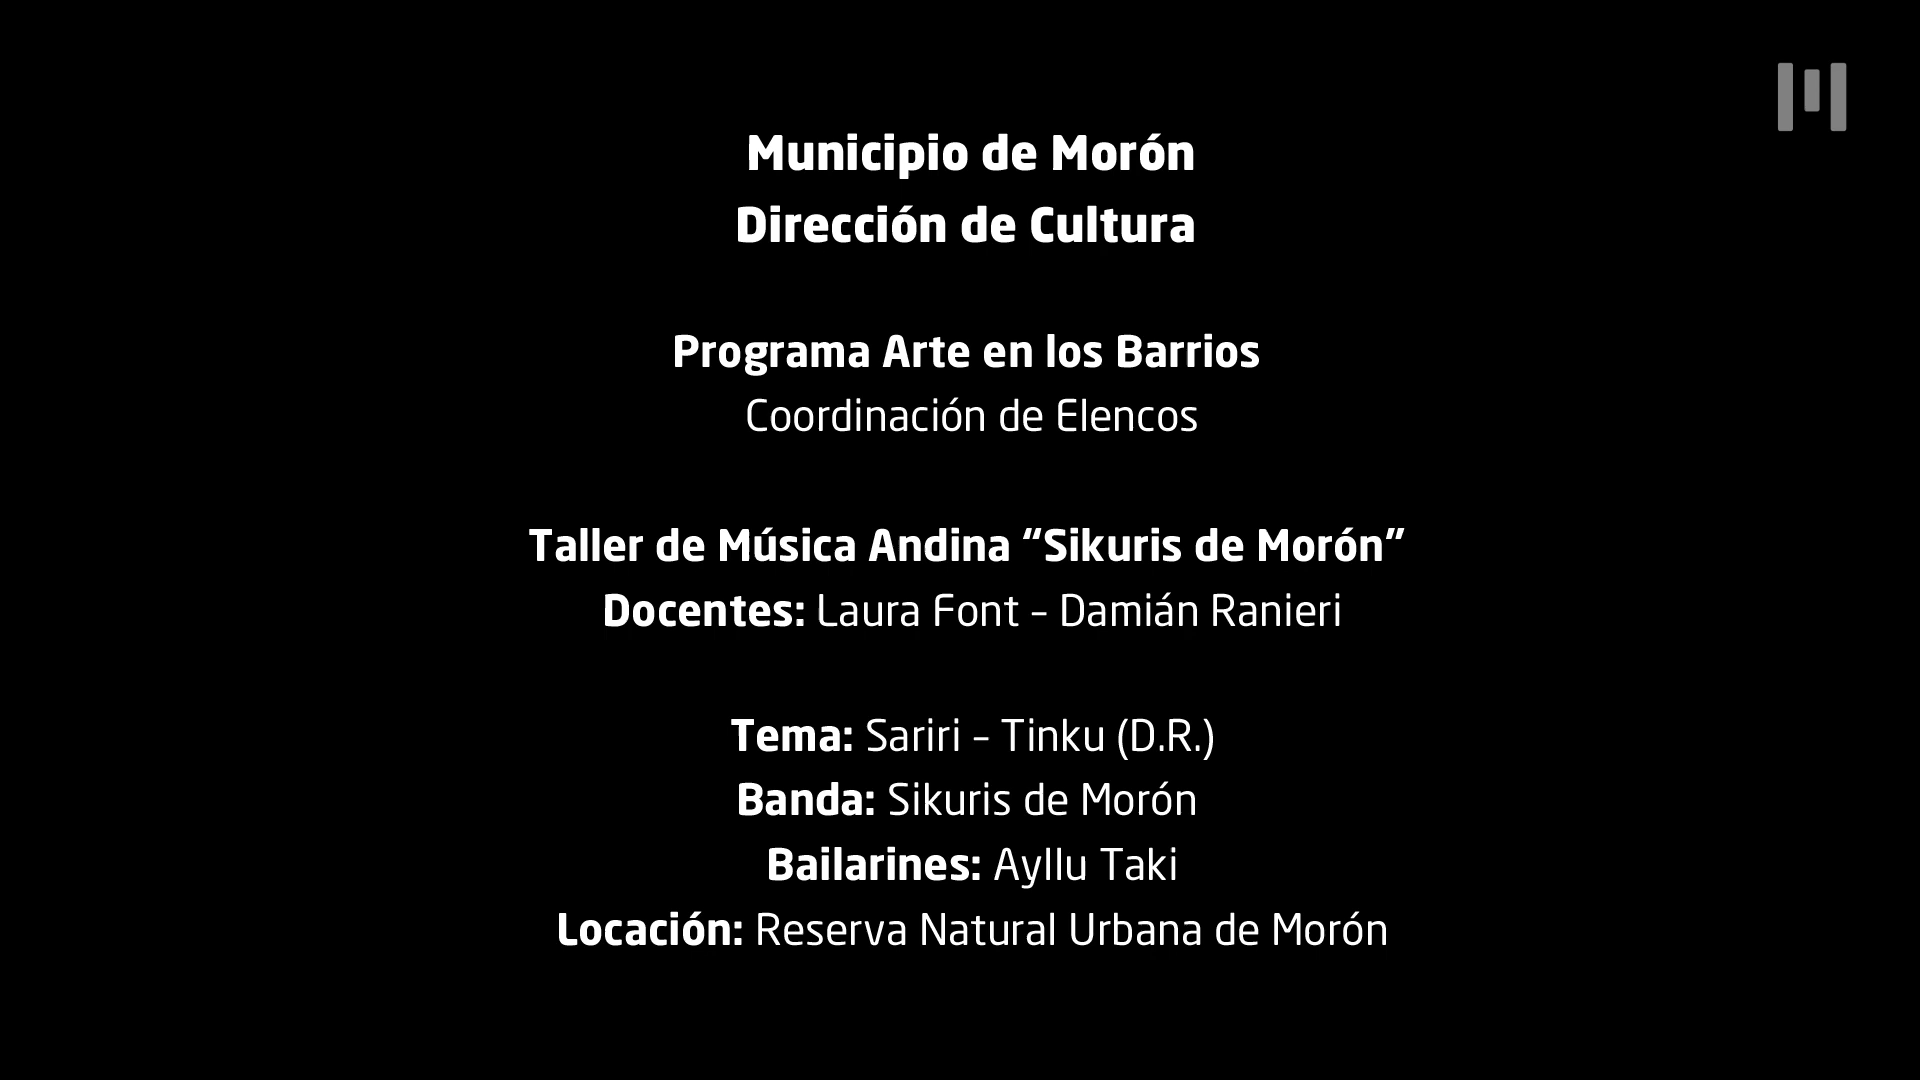 Municipio de Morón
Dirección de Cultura
Programa Arte en los Barrios
Coordinación de Elencos
Taller de Música Andina “Sikuris de Morón”
Docentes: Laura Font – Damián Ranieri
Tema: Sariri – Tinku (D.R.)
Banda: Sikuris de Morón
Bailarines: Ayllu Taki
Locación: Reserva Natural Urbana de Morón